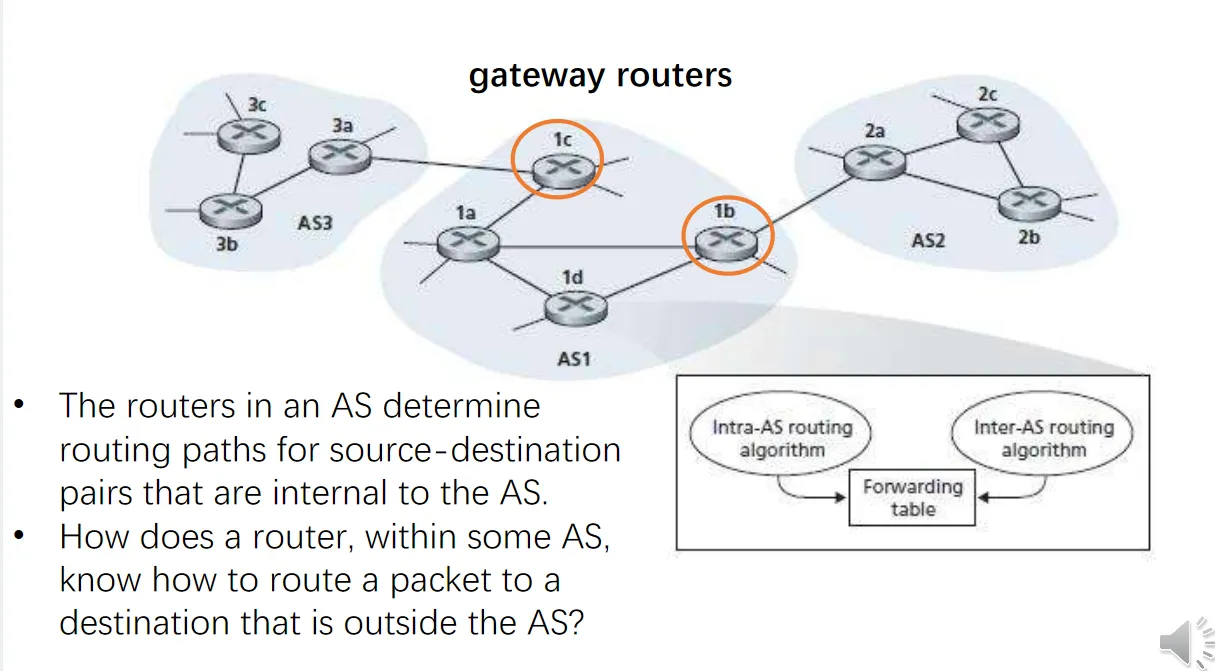 gateway routers
3c
3a
3b
AS3
1c
1a
1b
1d
AS1
2c
2a
2b
AS2
• The routers in an AS determine
routing paths for source-destination
pairs that are internal to the AS.
• How does a router, within some AS,
know how to route a packet to a
destination that is outside the AS?
Intra-AS routing
algorithm
Inter-AS routing
algorithm
Forwarding
table